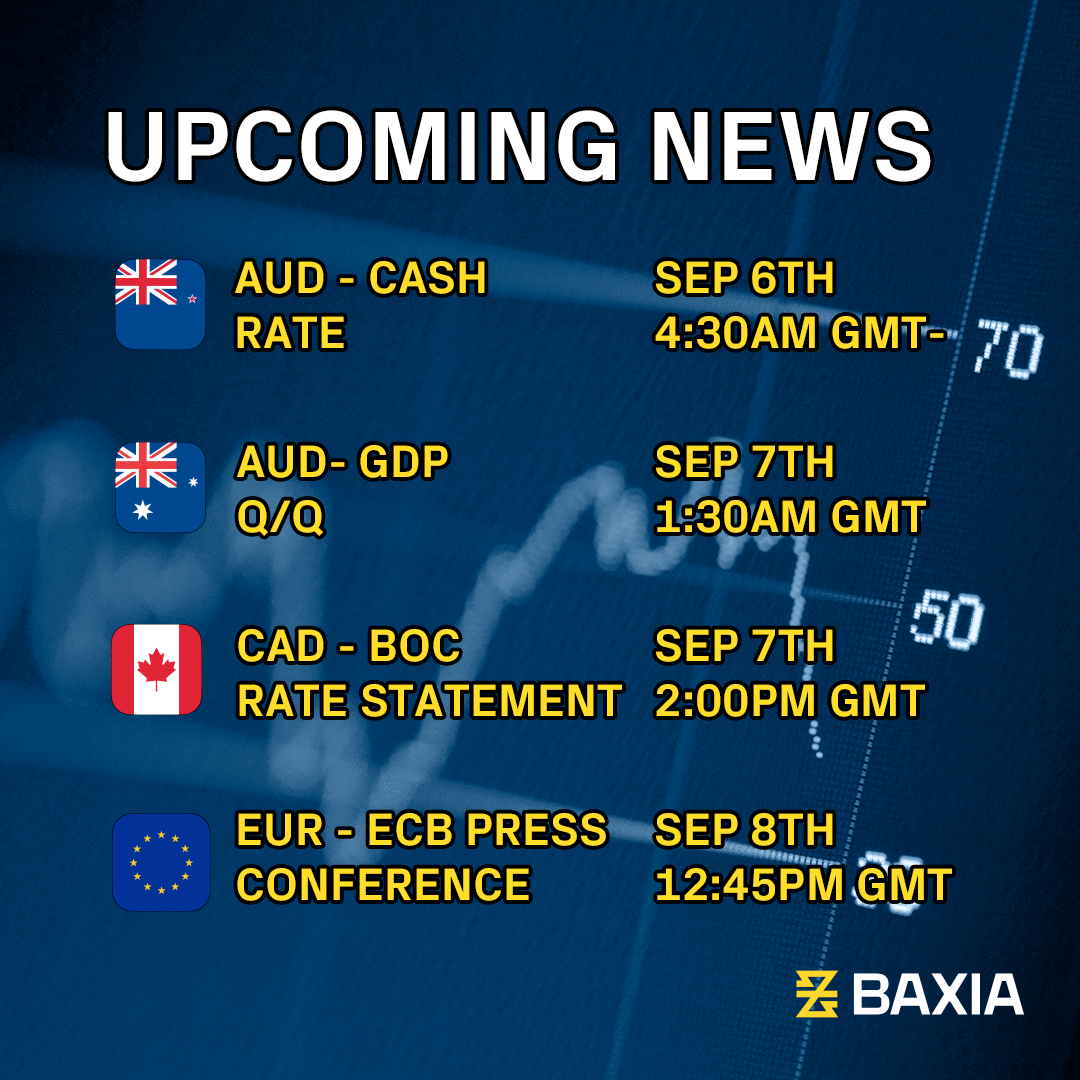 UPCOMING NEWS
AUD - CASH
RATE
SEP 6TH
4:30AM GMT-
70
AUD- GDP
Q/Q
SEP 7TH
1:30AM GMT
50
CAD - BOC
RATE STATEMENT
SEP 7TH
2:00PM GMT
EUR - ECB PRESS
CONFERENCE
SEP 8TH
12:45PM GMT
BAXIA